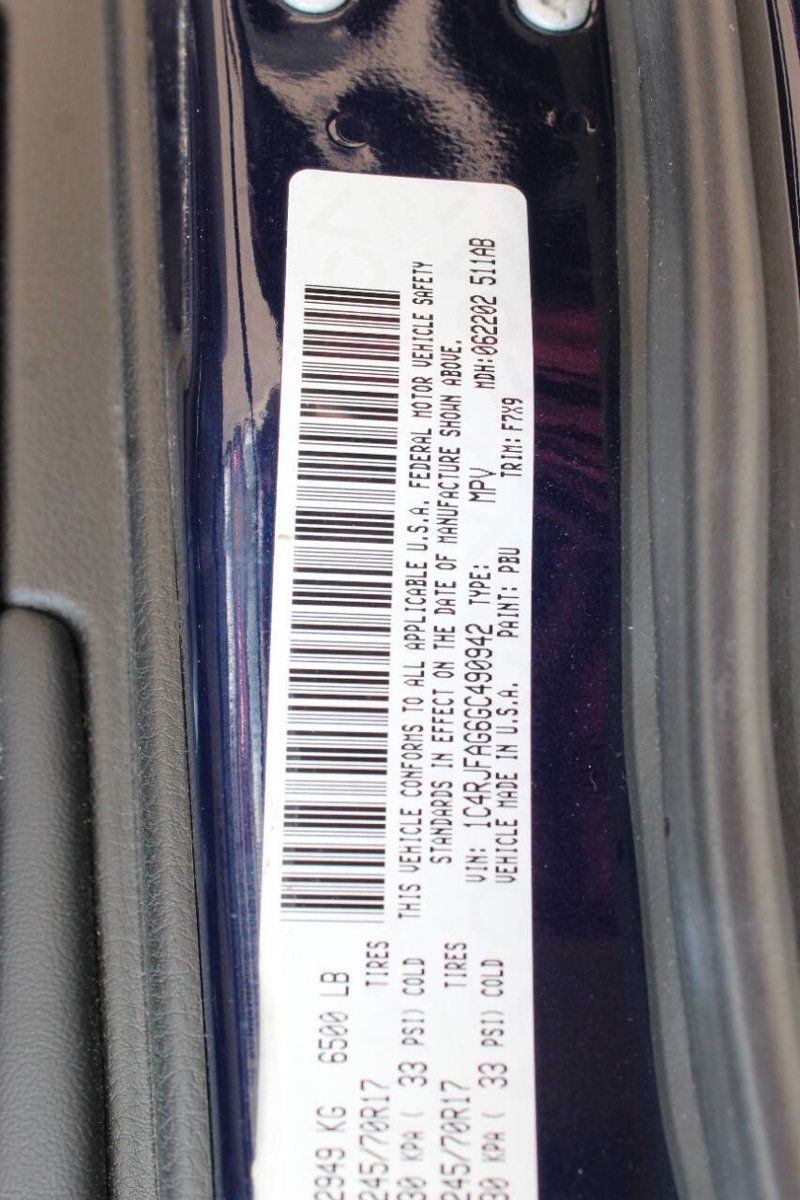 2949 KG 6500 LB
245/70R17 TIRES
30 KPA ( 33 PSI) COLD
245/70R17 TIRES
30 KPA ( 33 PSI) COLD
THIS VEHICLE CONFORMS TO ALL APPLICABLE U.S.A. FEDERAL MOTOR VEHICLE SAFETY
STANDARDS IN EFFECT ON THE DATE OF MANUFACTURE SHOWN ABOVE.
VIN: 1C4RJFAG6GC490942 TYPE: MPV MDH:062202 511AB
VEHICLE MADE IN U.S.A. PAINT: PBU TRIM: F7X9